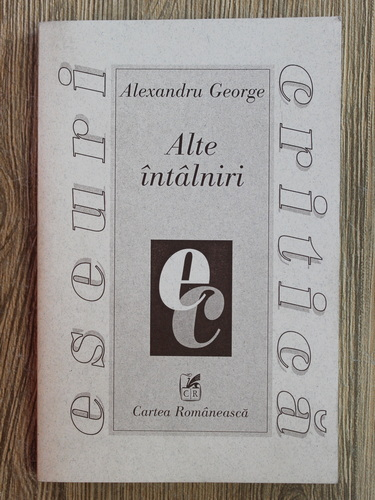 eseuri
Alexandru George
Alte
întâlniri
ec
CR
Cartea Românească
critică